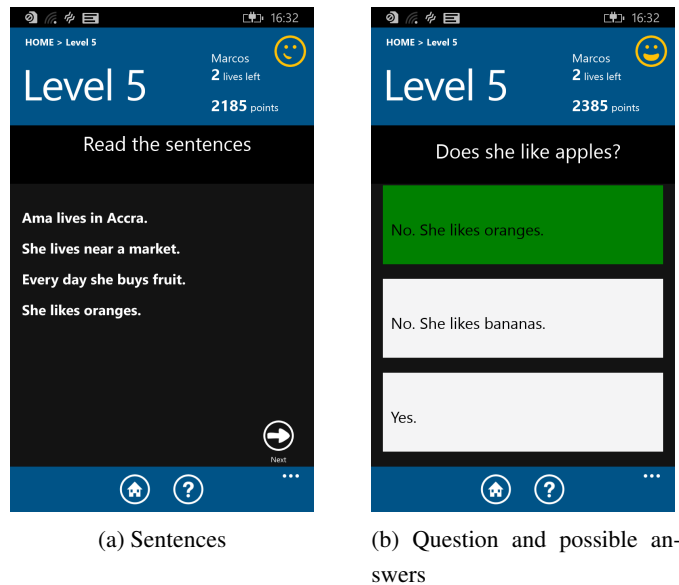 16:32
HOME > Level 5
Level 5
Marcos
2 lives left
2185 points
Read the sentences
Ama lives in Accra.
She lives near a market.
Every day she buys fruit.
She likes oranges.
Next
?
(a) Sentences
16:32
HOME > Level 5
Level 5
Marcos
2 lives left
2385 points
Does she like apples?
No. She likes oranges.
No. She likes bananas.
Yes.
?
(b) Question and possible an-
swers